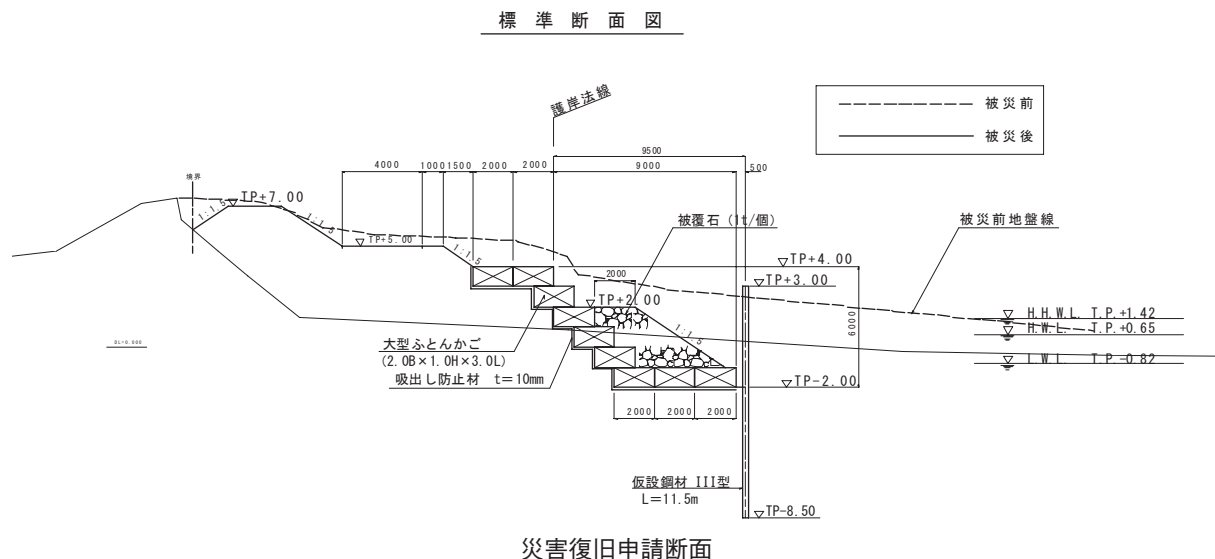 標準断面図
護岸法線
被災前
被災後
9500
4000
1000
1500
2000
2000
9000
500
境界
TP+7.00
1:1.5
1:1.5
TP+5.00
1:1.5
被覆石(1t/個)
被災前地盤線
TP+4.00
2000
TP+3.00
TP+2.00
6000
1:1.5
H.H.W.L. T.P.+1.42
H.W.L. T.P.+0.65
L.W.L. T.P.-0.82
大型ふとんかご
(2.0B×1.0H×3.0L)
吸出し防止材 t=10mm
TP-2.00
2000
2000
2000
仮設鋼材 III型
L=11.5m
TP-8.50
災害復旧申請断面